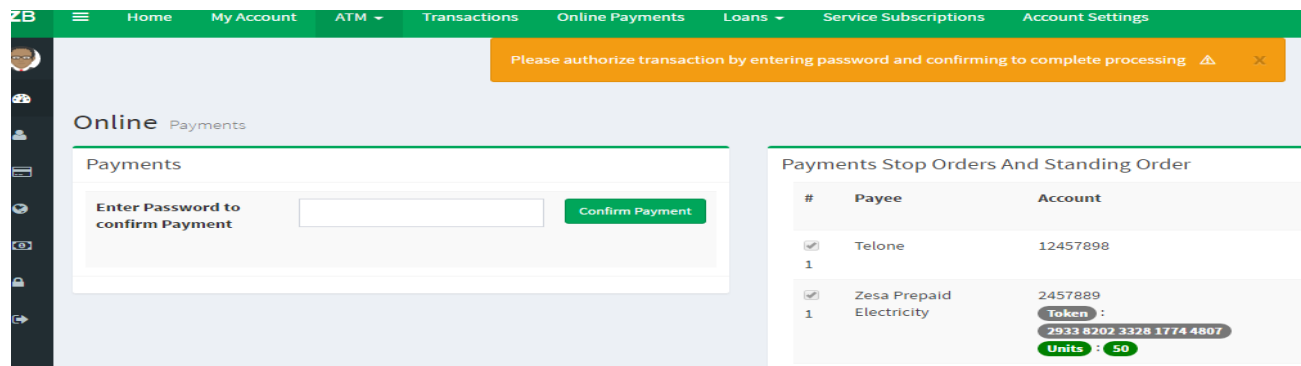 ZB Home My Account ATM Transactions Online Payments Loans Service Subscriptions Account Settings
Please authorize transaction by entering password and confirming to complete processing ×
Online Payments
Payments
Enter Password to
confirm Payment
Confirm Payment
Payments Stop Orders And Standing Order
# Payee Account
1 Telone 12457898
1 Zesa Prepaid
Electricity
2457889
Token :
2933 8202 3328 1774 4807
Units : 50